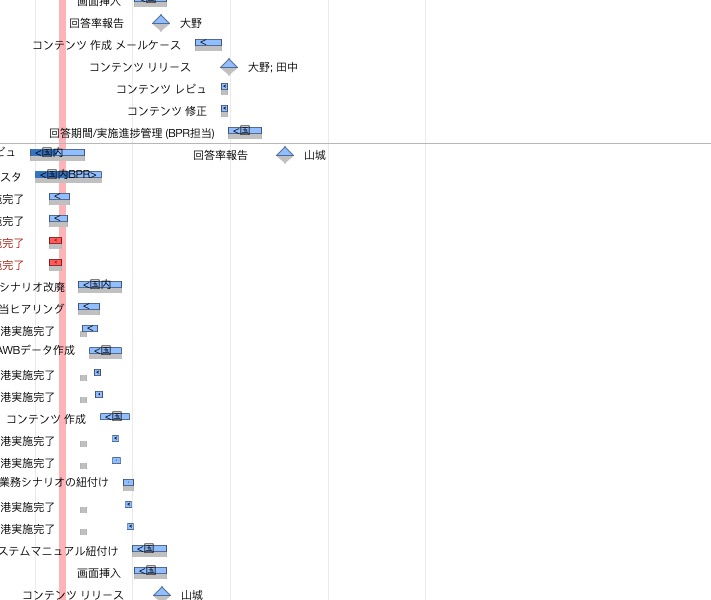 画面挿入
回答率報告 大野
コンテンツ 作成 メールケース <
コンテンツ リリース 大野; 田中
コンテンツ レビュ
コンテンツ 修正
回答期間/実施進捗管理 (BPR担当) <国
ビュ <国内 回答率報告 山城
スタ <国内BPR>
施完了 <
施完了 <
施完了
施完了
シナリオ改廃 <国内
当ヒアリング <
港実施完了 <
AWBデータ作成 <国
港実施完了
港実施完了
コンテンツ 作成 <国
港実施完了
港実施完了
業務シナリオの紐付け
港実施完了
港実施完了
ステムマニュアル紐付け <国
画面挿入 <国
コンテンツ リリース 山城